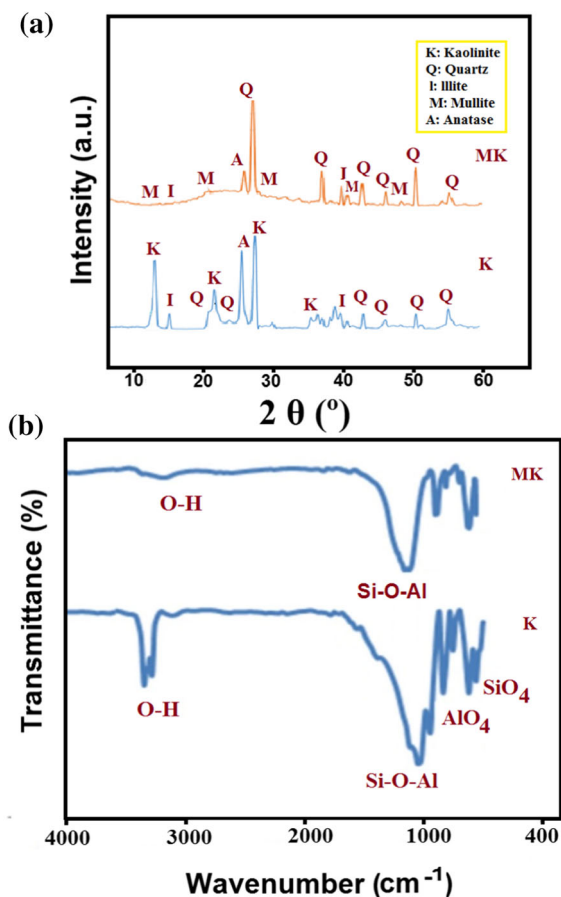 (a)
K: Kaolinite
Q: Quartz
I: Illite
M: Mullite
A: Anatase
Q
MK
M I M A M Q I M Q Q M Q Q
Intensity (a.u.)
K
K I Q K Q A K K I Q Q Q Q
10 20 30 40 50 60
2 θ (º)
(b)
MK
O-H
Si-O-Al
K
O-H
Si-O-Al
AlO4
SiO4
Transmittance (%)
4000 3000 2000 1000 400
Wavenumber (cm⁻¹)